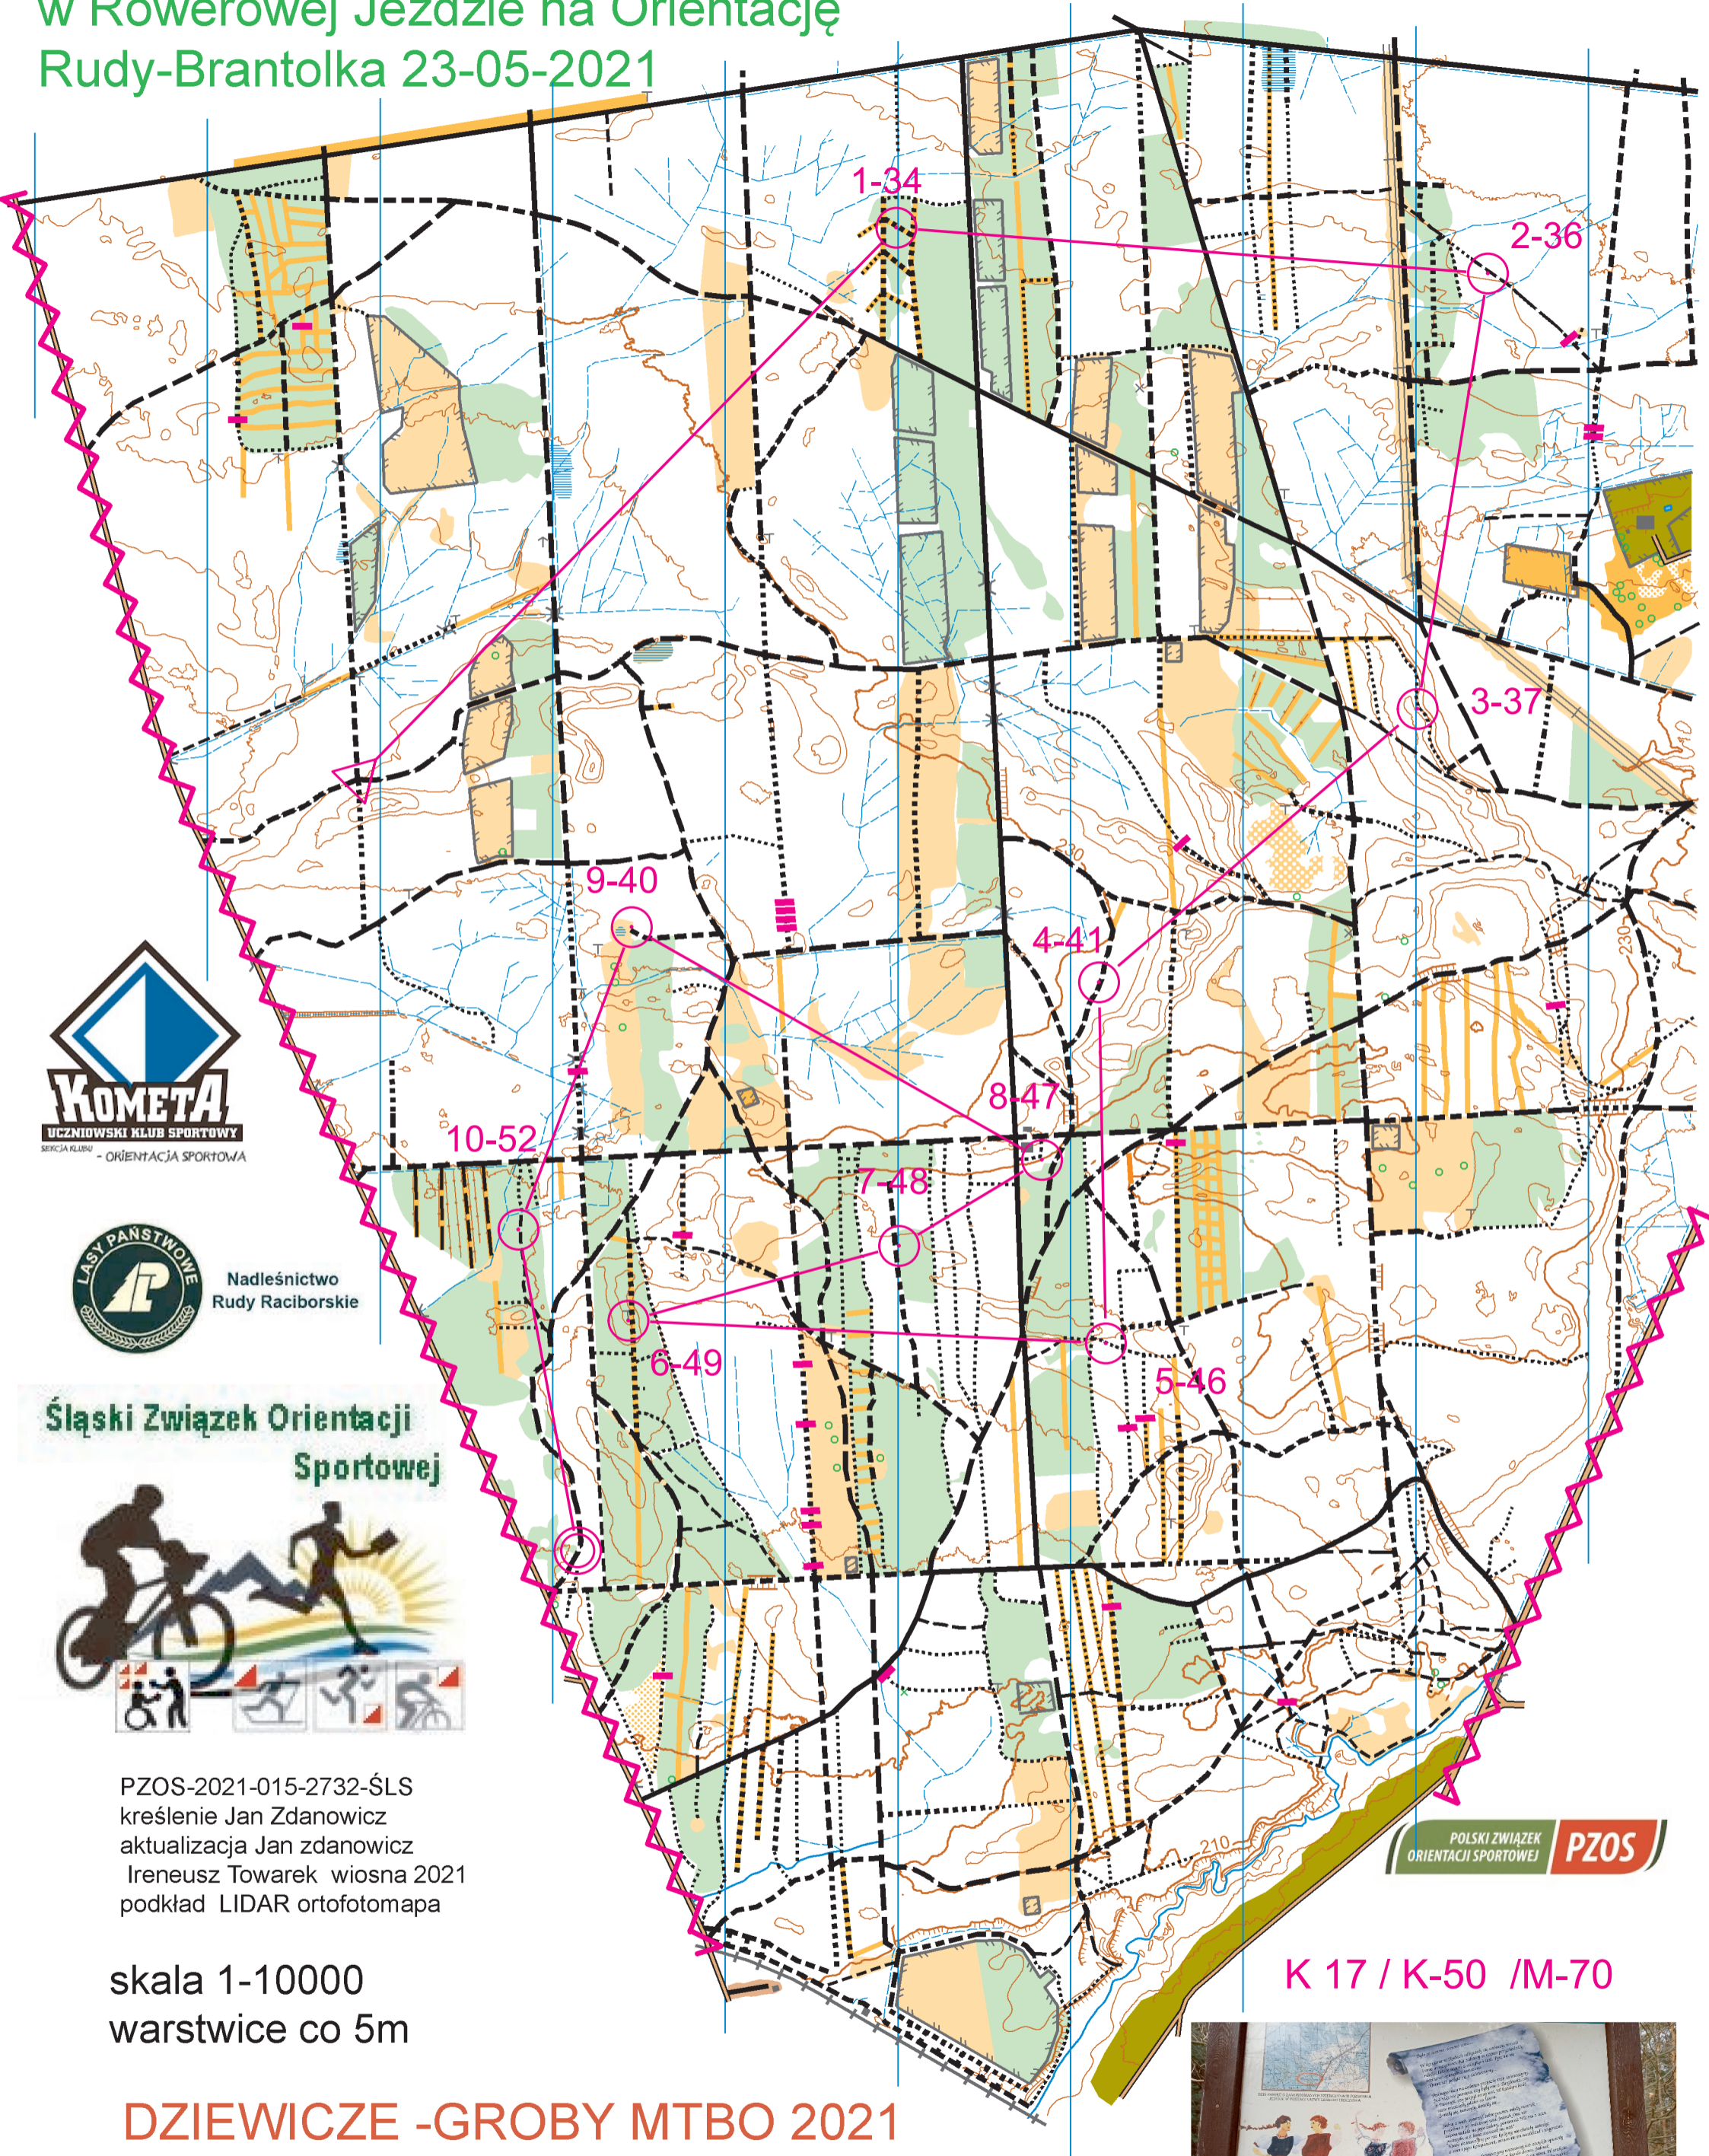 w Rowerowej Jeździe na Orientację
Rudy-Brantolka 23-05-2021
1-34
2-36
3-37
230
9-40
4-41
230
KOMETA
UCZNIOWSKI KLUB SPORTOWY
SEKCJA KLUBU - ORIENTACJA SPORTOWA
8-47
10-52
7-48
LASY PAŃSTWOWE
LP
Nadleśnictwo
Rudy Raciborskie
6-49
5-46
Śląski Związek Orientacji
Sportowej
PZOS-2021-015-2732-ŚLS
kreślenie Jan Zdanowicz
aktualizacja Jan zdanowicz
Ireneusz Towarek wiosna 2021
podkład LIDAR ortofotomapa
210
POLSKI ZWIĄZEK
ORIENTACJI SPORTOWEJ
PZOS
skala 1-10000
warstwice co 5m
K 17 / K-50 /M-70
DZIEWICZE -GROBY MTBO 2021